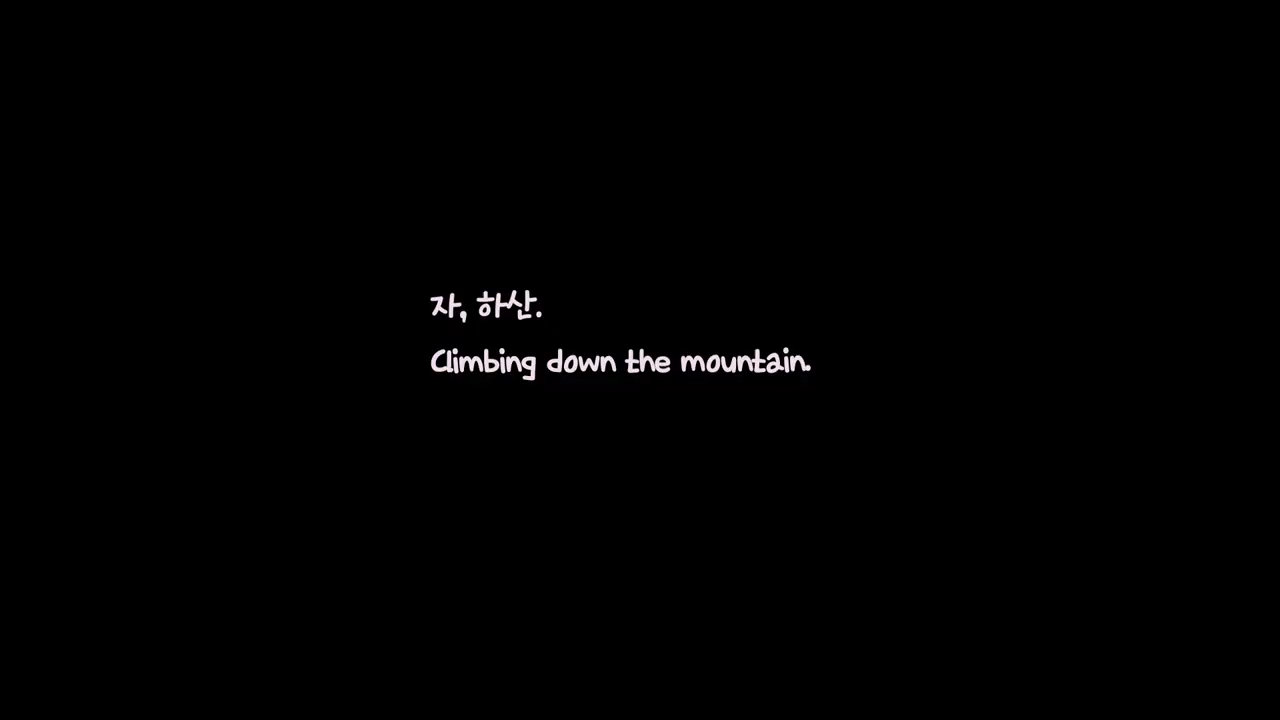 자, 하산.
Climbing down the mountain.